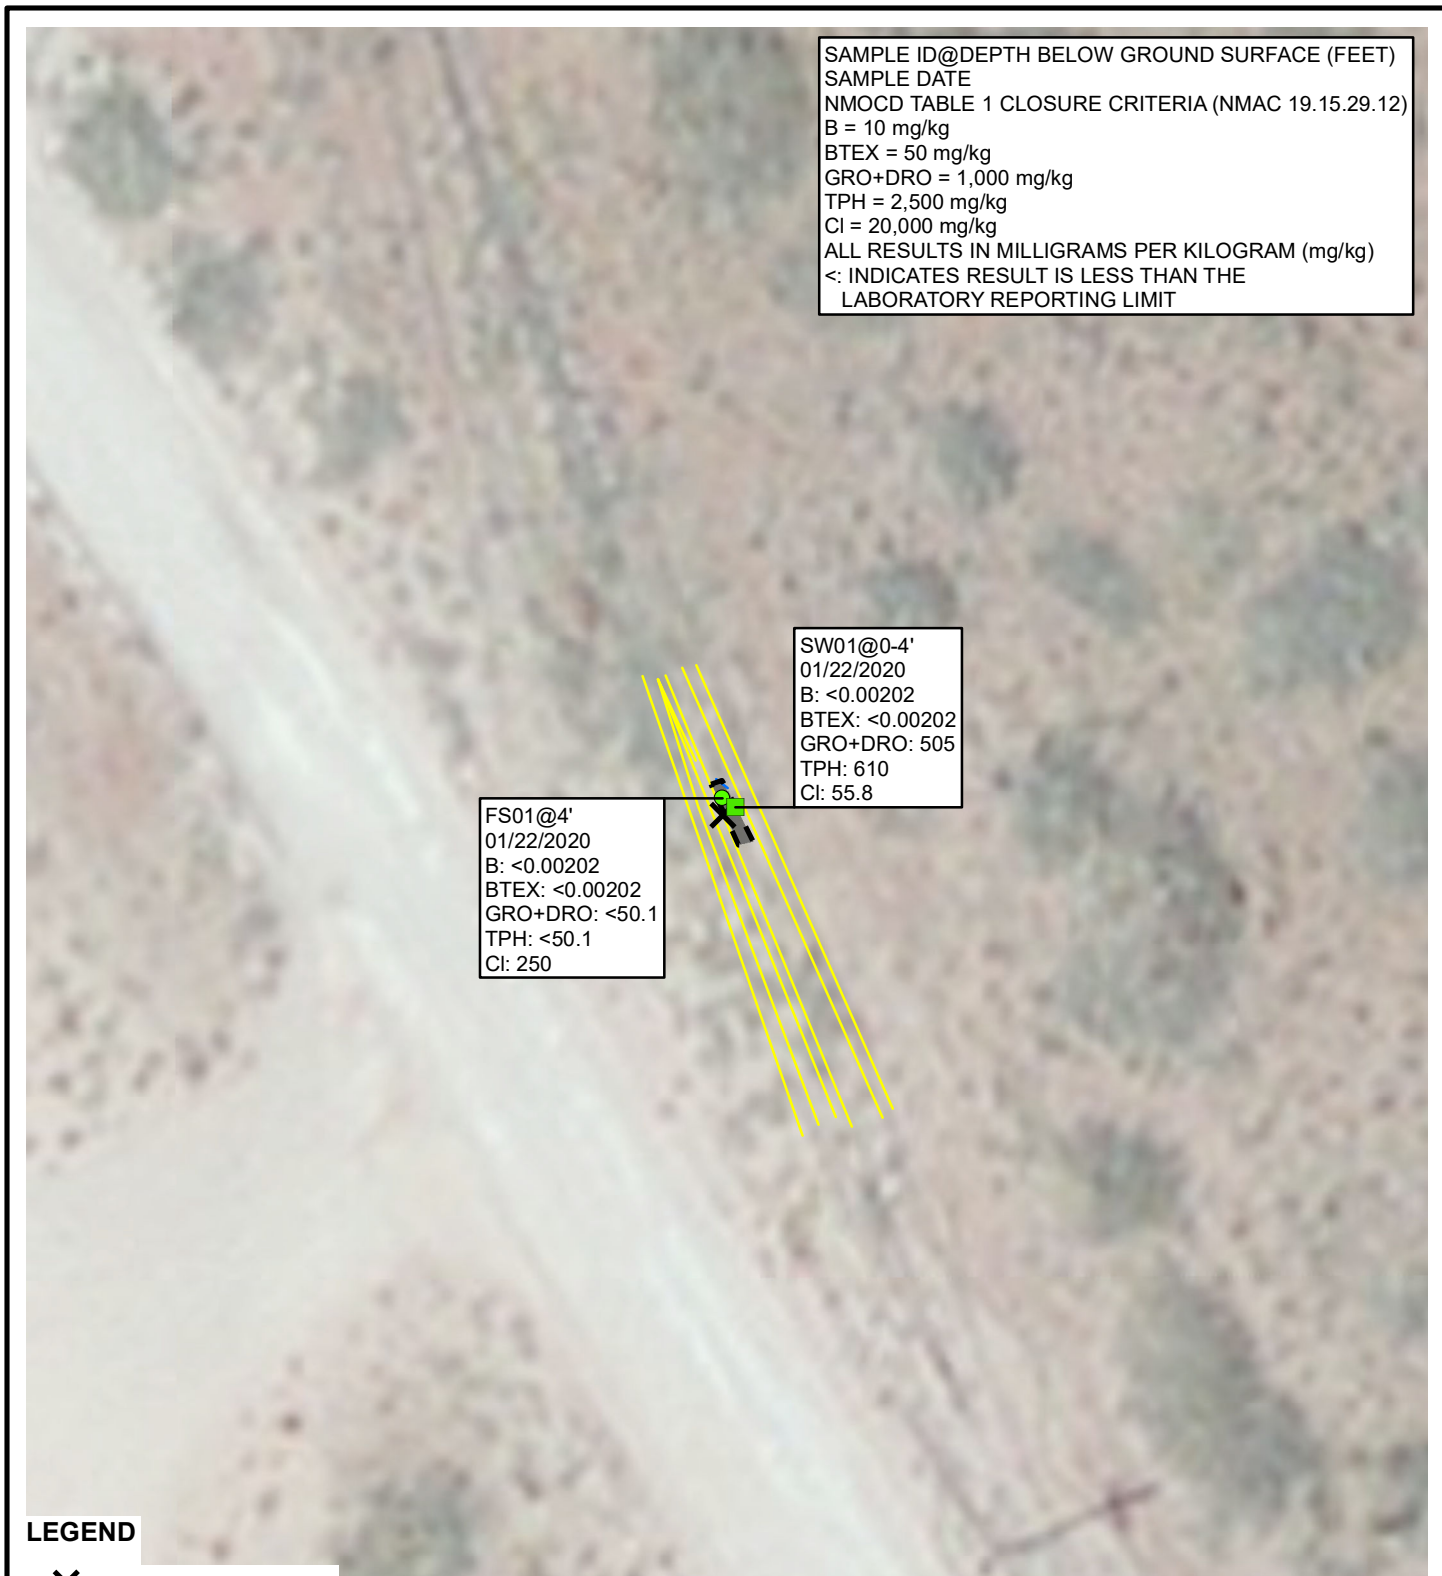 SAMPLE ID@DEPTH BELOW GROUND SURFACE (FEET)
SAMPLE DATE
NMOCD TABLE 1 CLOSURE CRITERIA (NMAC 19.15.29.12)
B = 10 mg/kg
BTEX = 50 mg/kg
GRO+DRO = 1,000 mg/kg
TPH = 2,500 mg/kg
Cl = 20,000 mg/kg
ALL RESULTS IN MILLIGRAMS PER KILOGRAM (mg/kg)
<: INDICATES RESULT IS LESS THAN THE
LABORATORY REPORTING LIMIT
SW01@0-4'
01/22/2020
B: <0.00202
BTEX: <0.00202
GRO+DRO: 505
TPH: 610
Cl: 55.8
FS01@4'
01/22/2020
B: <0.00202
BTEX: <0.00202
GRO+DRO: <50.1
TPH: <50.1
Cl: 250
LEGEND